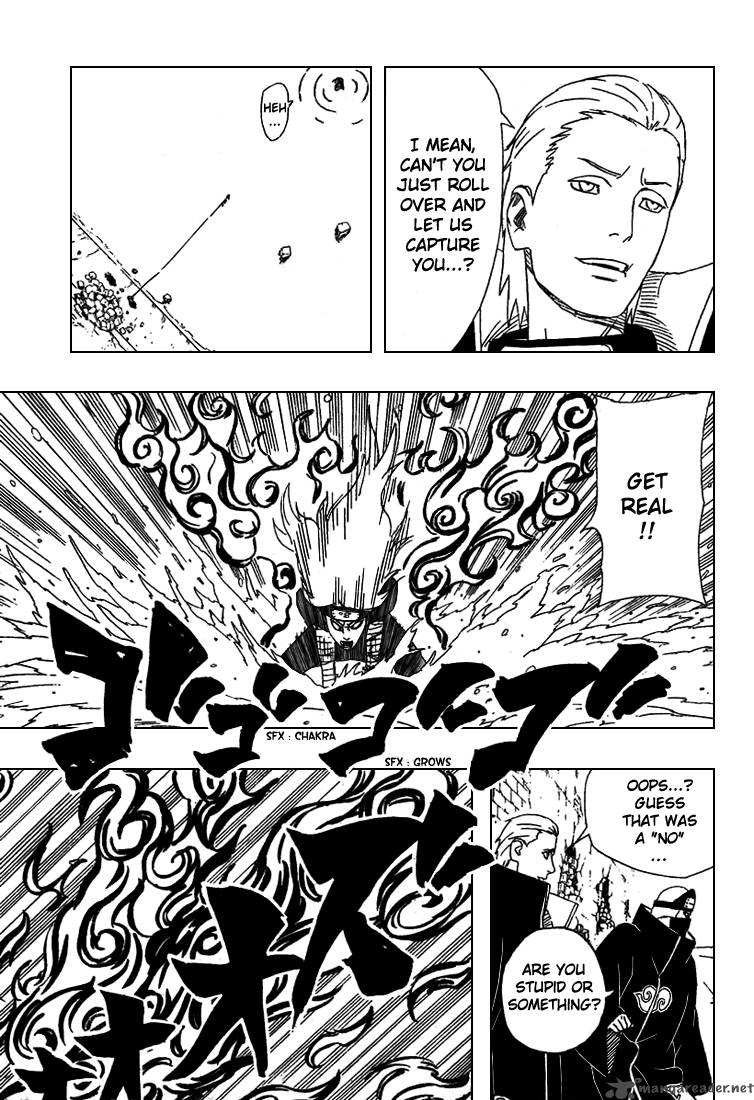 I MEAN,
CAN'T YOU
JUST ROLL
OVER AND
LET US
CAPTURE
YOU...?
HEH
...
GET
REAL
!!
ゴゴゴゴゴ
SFX : CHAKRA
SFX : GROWS
OOPS...?
GUESS
THAT WAS
A "NO"
...
ARE YOU
STUPID OR
SOMETHING?
ズオオオ
mangareader.net